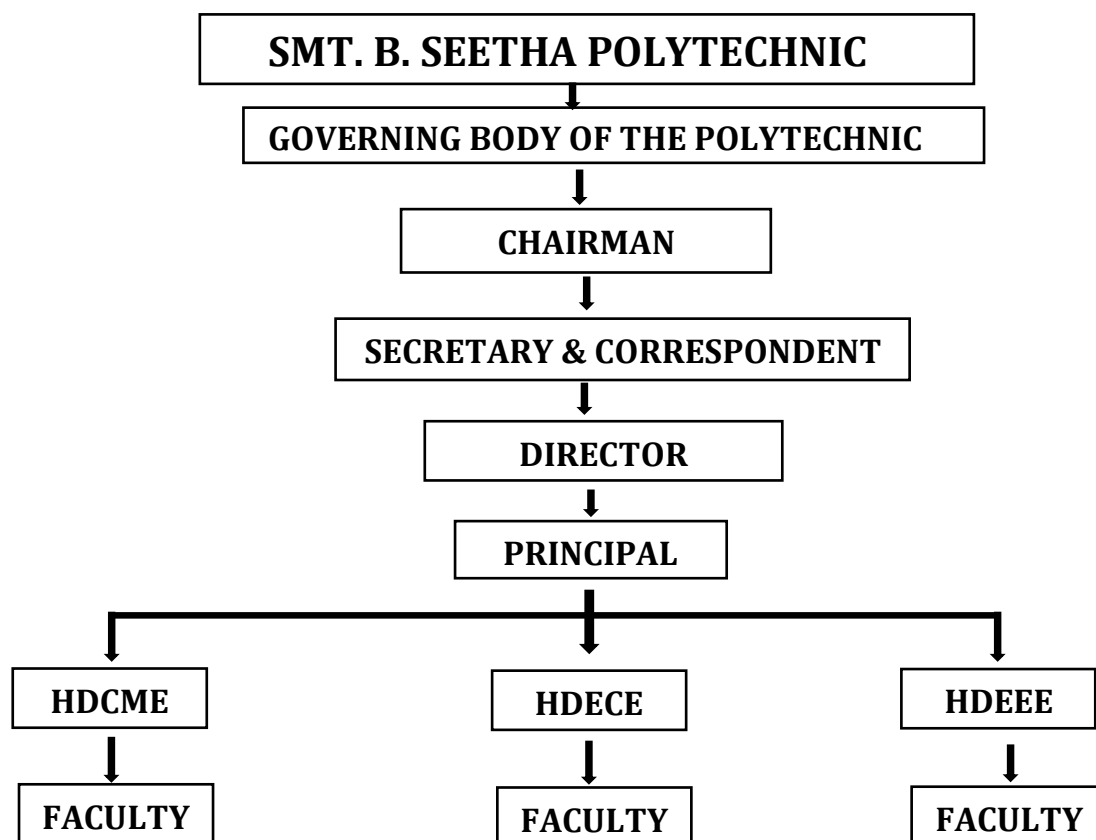 SMT. B. SEETHA POLYTECHNIC
GOVERNING BODY OF THE POLYTECHNIC
CHAIRMAN
SECRETARY & CORRESPONDENT
DIRECTOR
PRINCIPAL
HDCME
HDECE
HDEEE
FACULTY
FACULTY
FACULTY